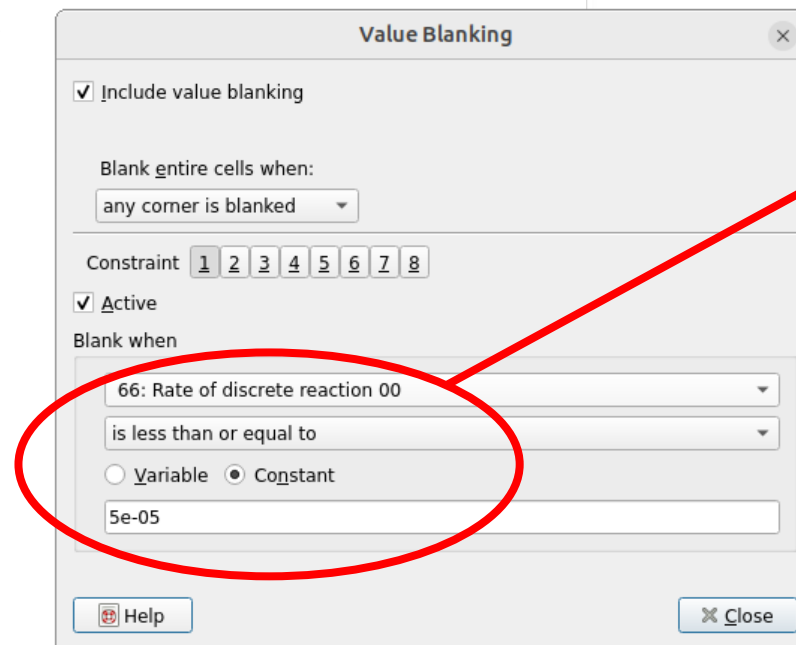 Value Blanking
Include value blanking
Blank entire cells when:
any corner is blanked
Constraint 1 2 3 4 5 6 7 8
Active
Blank when
66: Rate of discrete reaction 00
is less than or equal to
Variable Constant
5e-05
Help Close